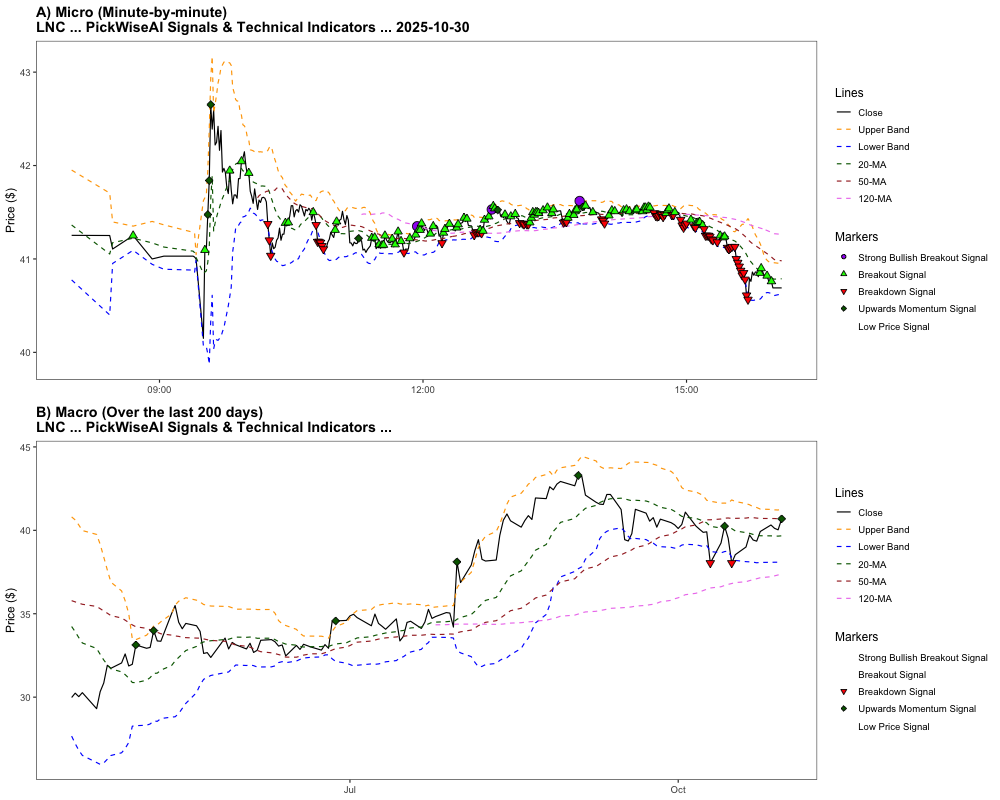 A) Micro (Minute-by-minute)
LNC ... PickWiseAI Signals & Technical Indicators ... 2025-10-30
Price ($)
43
42
41
40
09:00
12:00
15:00
Lines
Close
Upper Band
Lower Band
20-MA
50-MA
120-MA
Markers
Strong Bullish Breakout Signal
Breakout Signal
Breakdown Signal
Upwards Momentum Signal
Low Price Signal
B) Macro (Over the last 200 days)
LNC ... PickWiseAI Signals & Technical Indicators ...
Price ($)
45
40
35
30
Jul
Oct
Lines
Close
Upper Band
Lower Band
20-MA
50-MA
120-MA
Markers
Strong Bullish Breakout Signal
Breakout Signal
Breakdown Signal
Upwards Momentum Signal
Low Price Signal